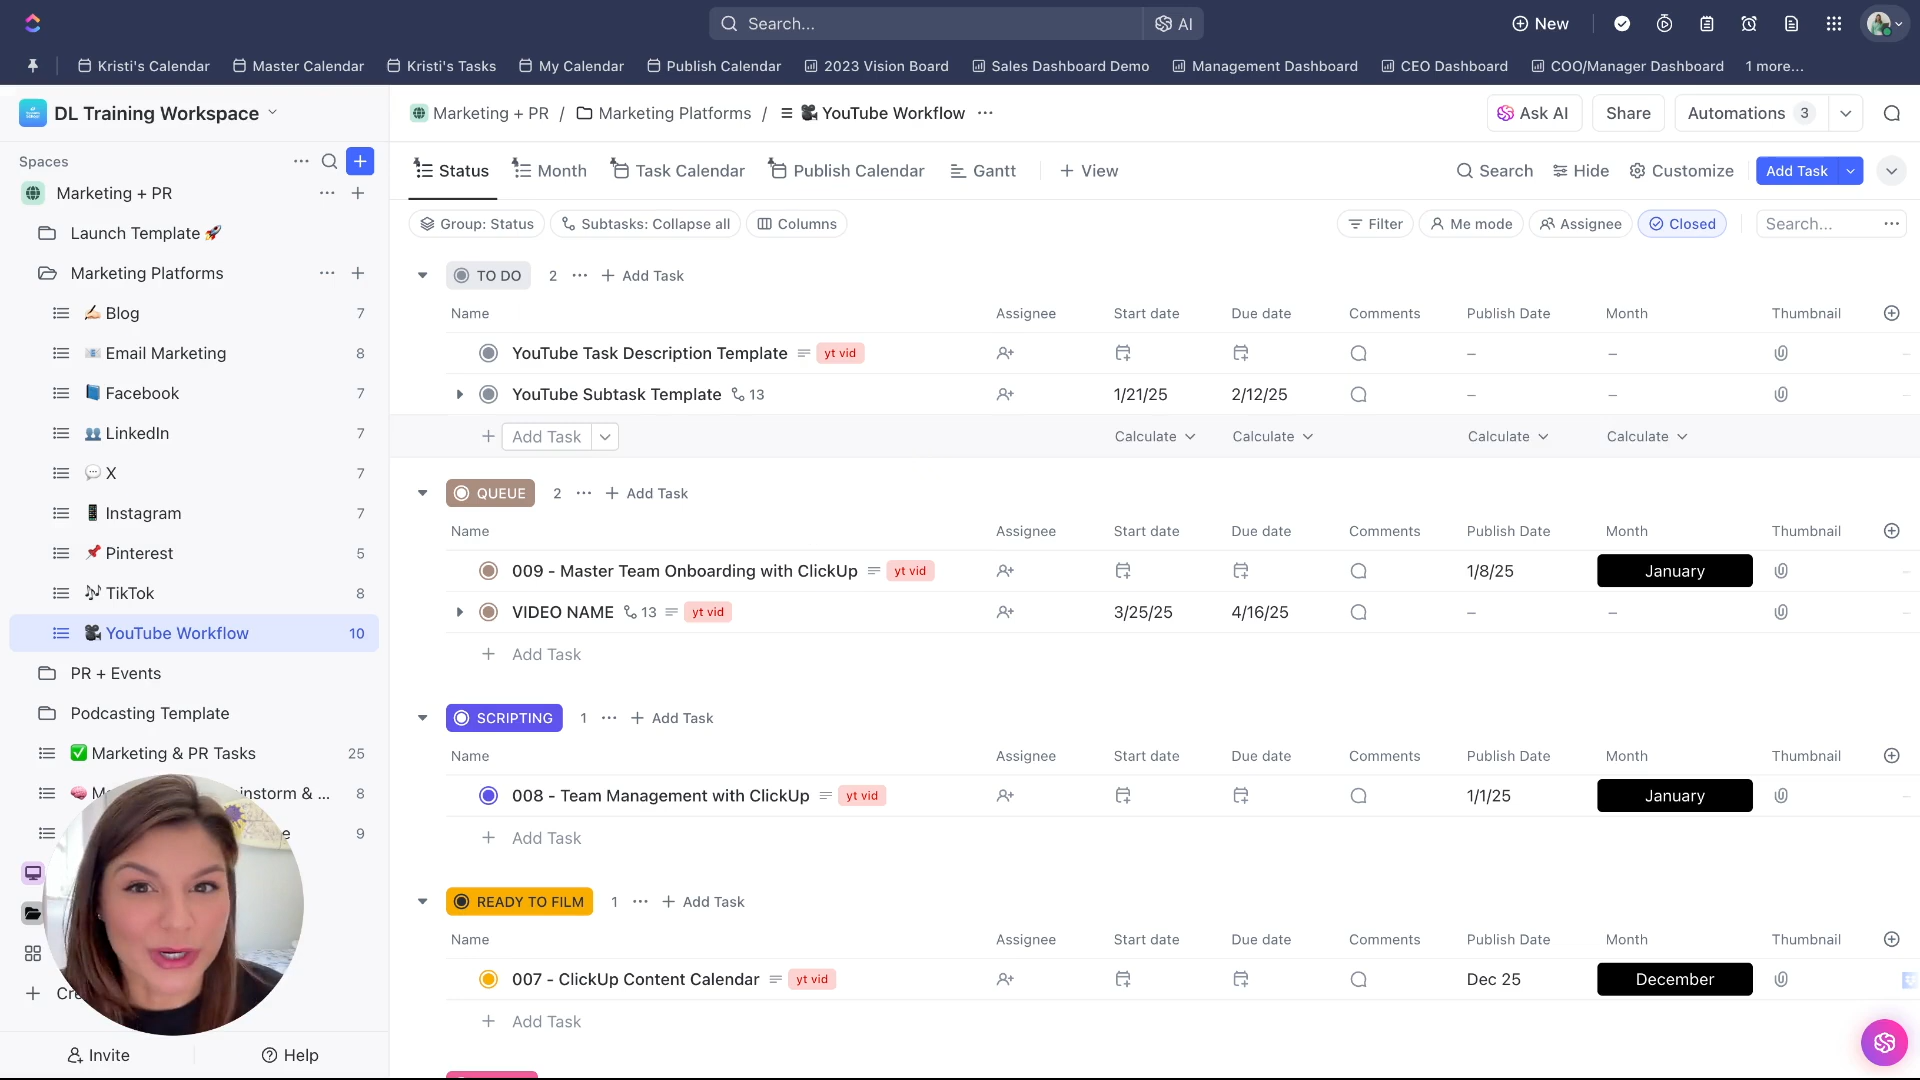 Search...
AI
New
Kristi's Calendar
Master Calendar
Kristi's Tasks
My Calendar
Publish Calendar
2023 Vision Board
Sales Dashboard Demo
Management Dashboard
CEO Dashboard
COO/Manager Dashboard
1 more...
DL Training Workspace
Marketing + PR / Marketing Platforms / YouTube Workflow
Ask AI
Share
Automations 3
Spaces
Marketing + PR
Launch Template
Marketing Platforms
Blog 7
Email Marketing 8
Facebook 7
LinkedIn 7
X 7
Instagram 7
Pinterest 5
TikTok 8
YouTube Workflow 10
PR + Events
Podcasting Template
Marketing & PR Tasks 25
& ... 8
9
Invite
Help
Status
Month
Task Calendar
Publish Calendar
Gantt
+ View
Search
Hide
Customize
Add Task
Group: Status
Subtasks: Collapse all
Columns
Filter
Me mode
Assignee
Closed
Search...
TO DO 2 ... + Add Task
Name Assignee Start date Due date Comments Publish Date Month Thumbnail
YouTube Task Description Template yt vid – –
YouTube Subtask Template 13 1/21/25 2/12/25 – –
+ Add Task Calculate Calculate Calculate Calculate
QUEUE 2 ... + Add Task
Name Assignee Start date Due date Comments Publish Date Month Thumbnail
009 - Master Team Onboarding with ClickUp yt vid 1/8/25 January
VIDEO NAME 13 yt vid 3/25/25 4/16/25 – –
+ Add Task
SCRIPTING 1 ... + Add Task
Name Assignee Start date Due date Comments Publish Date Month Thumbnail
008 - Team Management with ClickUp yt vid 1/1/25 January
+ Add Task
READY TO FILM 1 ... + Add Task
Name Assignee Start date Due date Comments Publish Date Month Thumbnail
007 - ClickUp Content Calendar yt vid Dec 25 December
+ Add Task